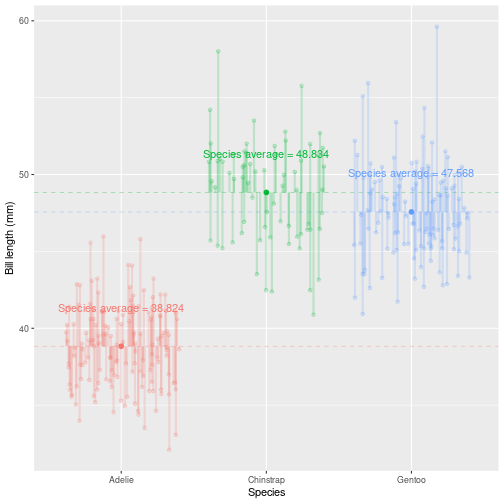 60
Species average = 48.834
Species average = 47.568
50
Species average = 38.824
40
Bill length (mm)
Adelie
Chinstrap
Gentoo
Species